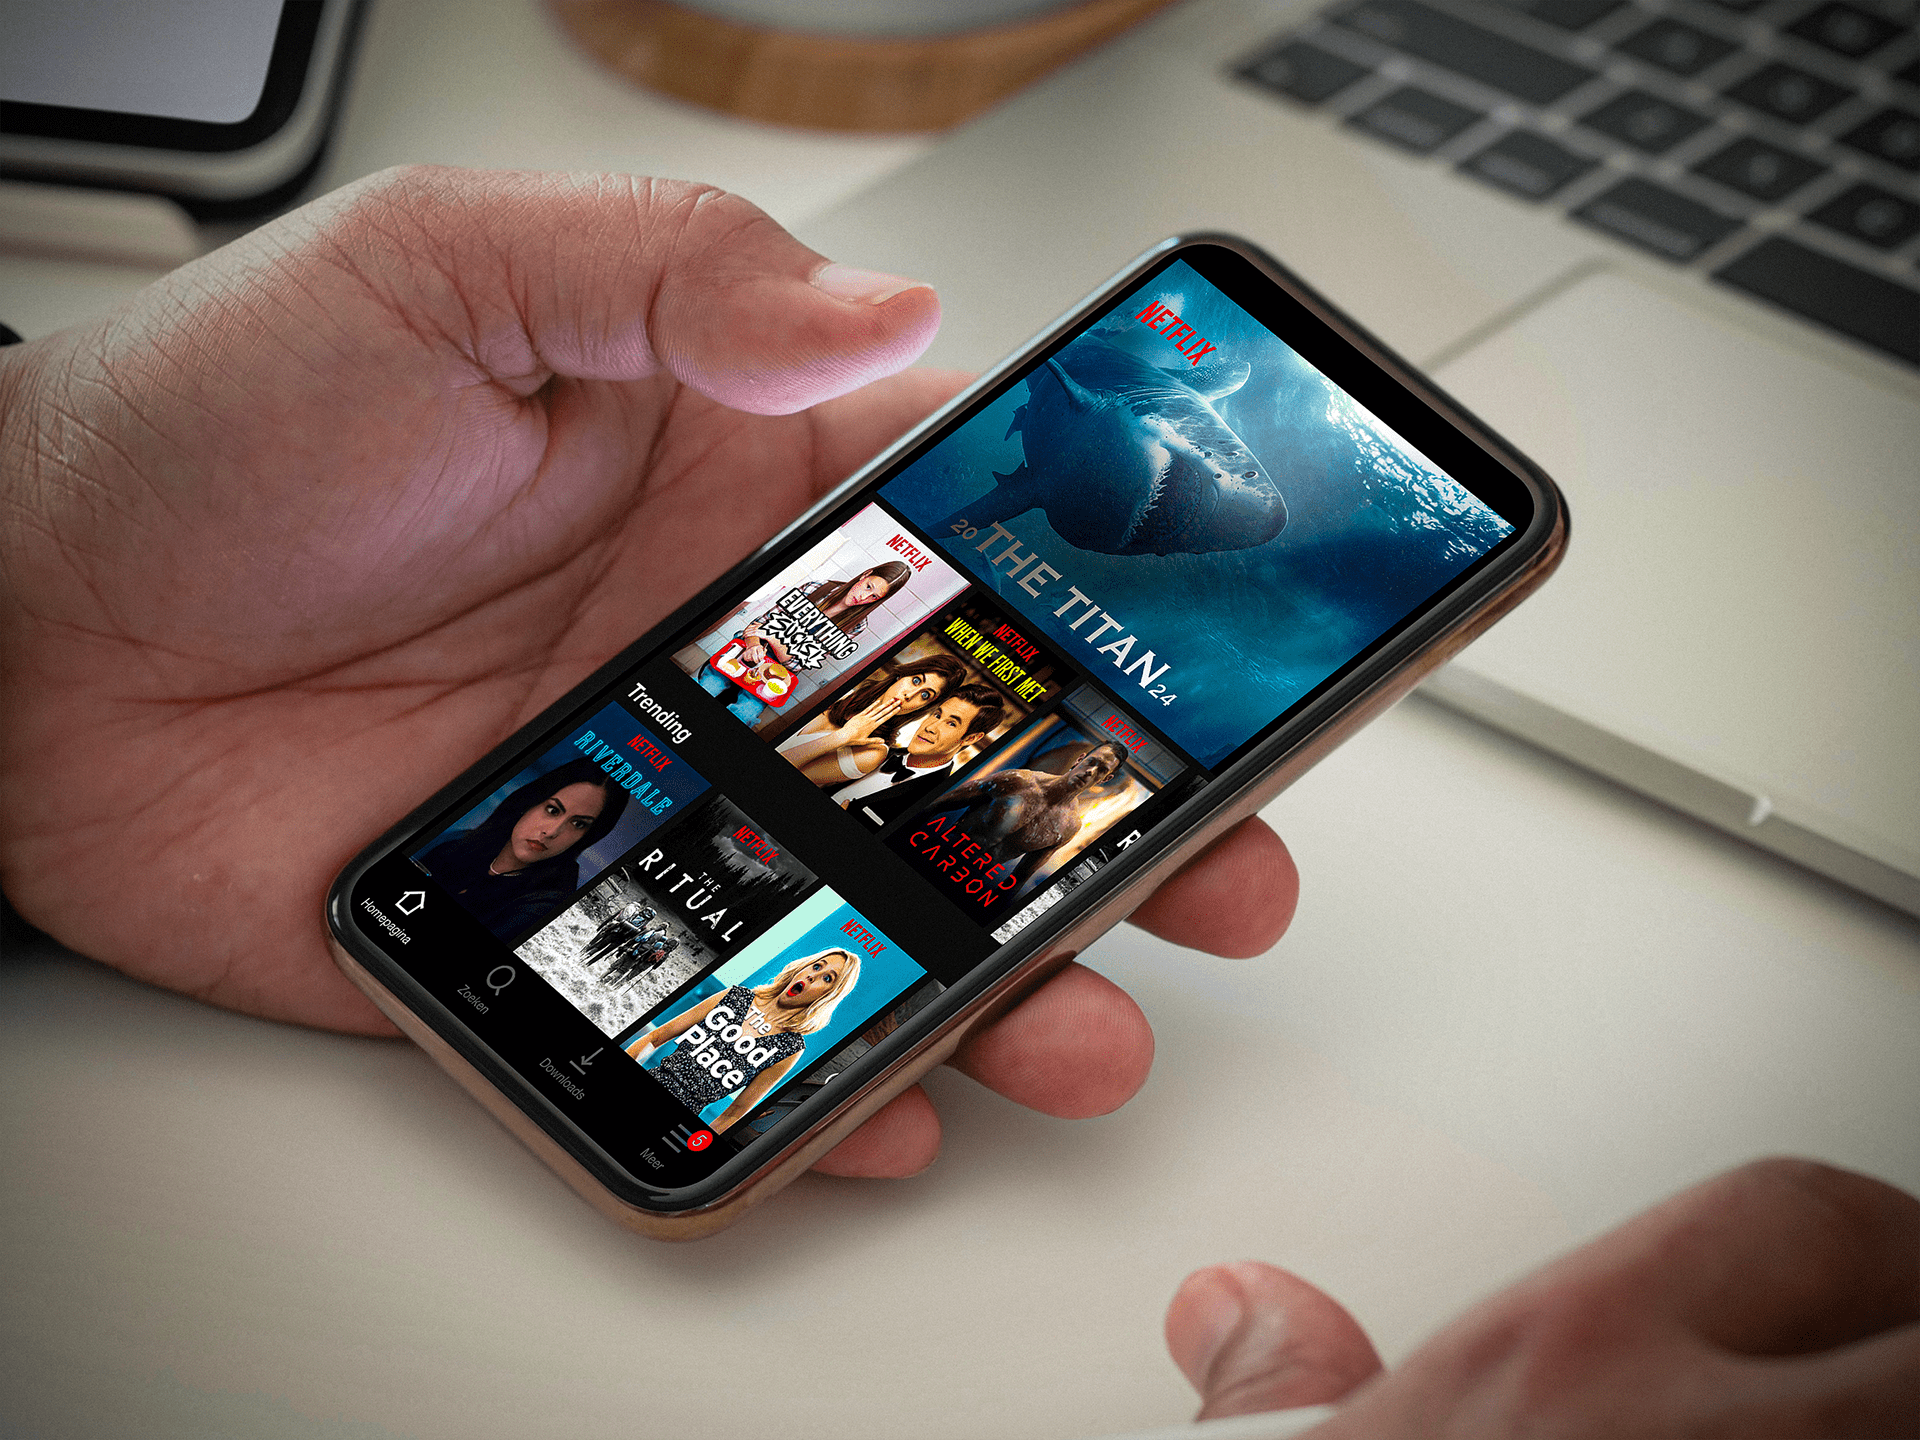 NETFLIX
20 THE TITAN 24
NETFLIX
EVERYTHING
SUCKS!
NETFLIX
WHEN WE FIRST MET
NETFLIX
ALTERED
CARBON
R
Trending
NETFLIX
RIVERDALE
NETFLIX
THE
RITUAL
NETFLIX
The
Good
Place
Homepagina
Zoeken
Downloads
5
Meer